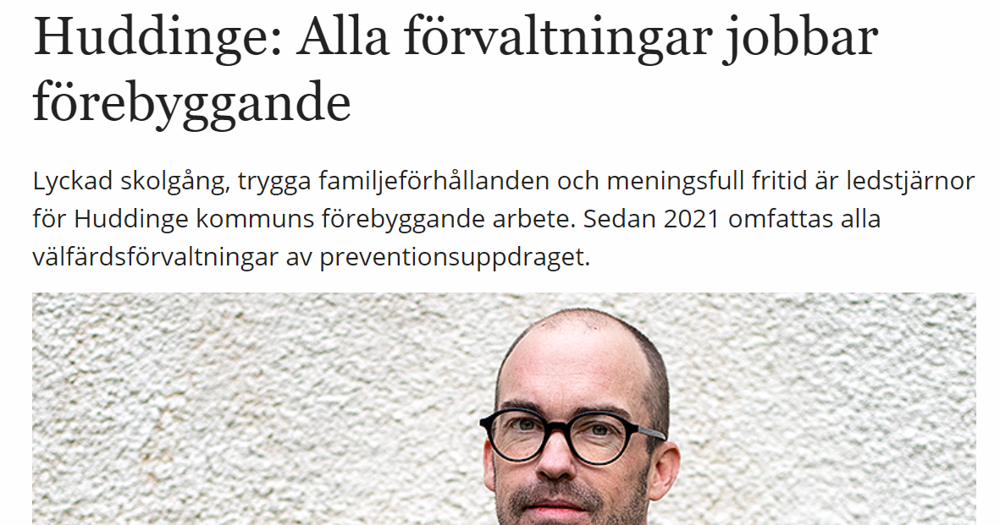 Huddinge: Alla förvaltningar jobbar
förebyggande
Lyckad skolgång, trygga familjeförhållanden och meningsfull fritid är ledstjärnor
för Huddinge kommuns förebyggande arbete. Sedan 2021 omfattas alla
välfärdsförvaltningar av preventionsuppdraget.